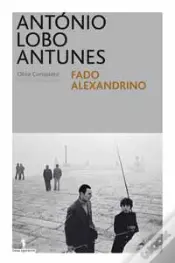 ANTÓNIO
LOBO
ANTUNES
Obra Completa
FADO
ALEXANDRINO